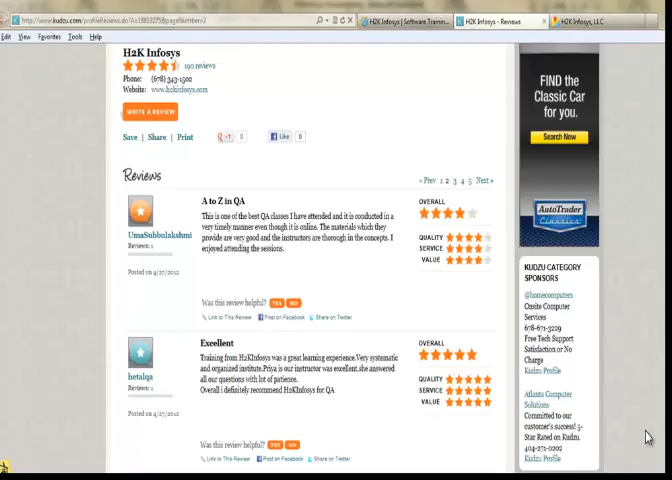 http://www.kudzu.com/profileReviews.do?
H2K Infosys | Software Trainin...
H2K Infosys - Reviews
H2K Infosys, LLC
Edit View Favorites Tools Help
H2K Infosys
190 reviews
Phone: (678) 343-1502
Website: www.h2kinfosys.com
WRITE A REVIEW
Save | Share | Print
+1 0
Like 0
Reviews
« Prev 1 2 3 4 5 Next »
A to Z in QA
OVERALL
This is one of the best QA classes I have attended and it is conducted in a
very timely manner even though it is online. The materials which they
provide are very good and the instructors are thorough in the concepts. I
enjoyed attending the sessions.
QUALITY
SERVICE
VALUE
UmaSubbulakshmi
Reviews: 1
Posted on 4/27/2012
Was this review helpful? YES NO
Link to This Review Post on Facebook Share on Twitter
Excellent
OVERALL
Training from H2KInfosys was a great learning experience.Very systematic
and organized institute.Priya is our instructor was excellent.she answered
all our questions with lot of patience.
Overall i definitely recommend H2KInfosys for QA
QUALITY
SERVICE
VALUE
hetalqa
Reviews: 1
Posted on 4/27/2012
Was this review helpful? YES NO
Link to This Review Post on Facebook Share on Twitter
FIND the
Classic Car
for you.
Search Now
AutoTrader
Classics
KUDZU CATEGORY
SPONSORS
@homecomputers
Onsite Computer
Services
678-671-3229
Free Tech Support
Satisfaction or No
Charge
Kudzu Profile
Atlanta Computer
Solutions
Committed to our
customer's success! 5-
Star Rated on Kudzu.
404-271-0202
Kudzu Profile